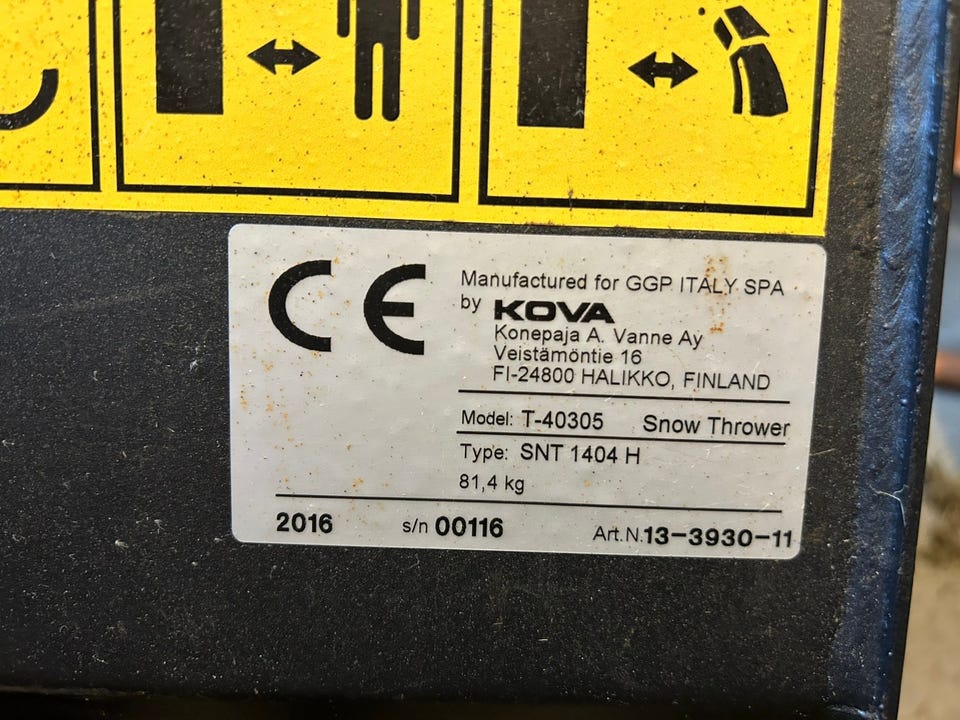 CE
Manufactured for GGP ITALY SPA
by KOVA
Konepaja A. Vanne Ay
Veistämöntie 16
FI-24800 HALIKKO, FINLAND
Model: T-40305 Snow Thrower
Type: SNT 1404 H
81,4 kg
2016 s/n 00116 Art.N.13-3930-11